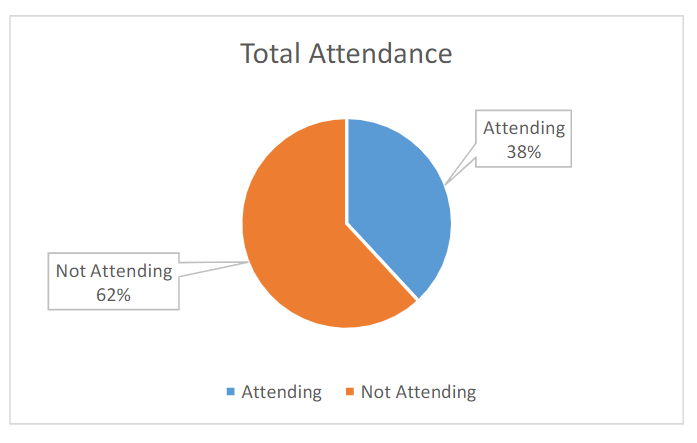 Total Attendance
Attending
38%
Not Attending
62%
Attending
Not Attending